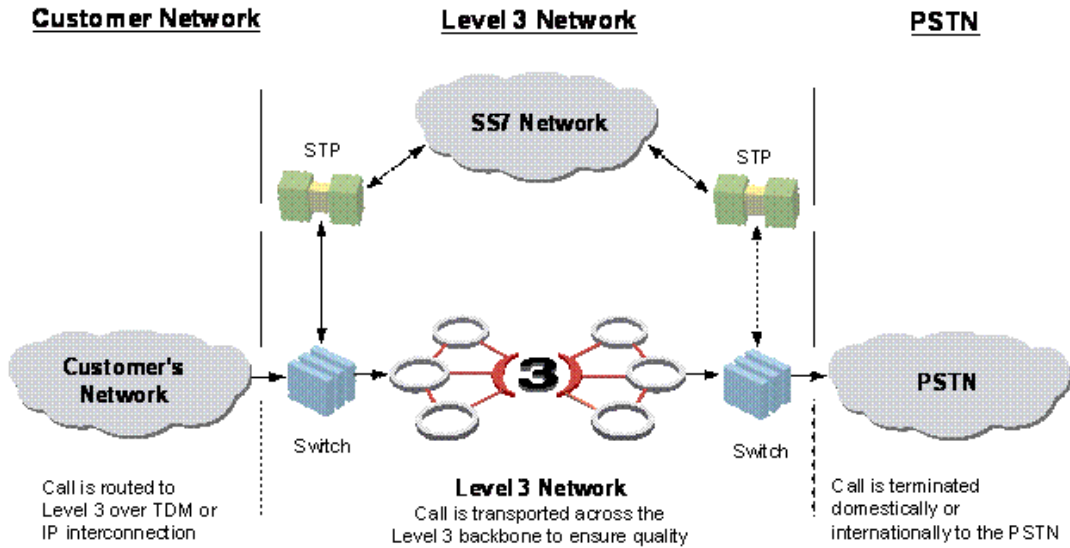 Customer Network
Level 3 Network
PSTN
SS7 Network
STP
STP
Customer's
Network
3
PSTN
Switch
Switch
Call is routed to
Level 3 over TDM or
IP interconnection
Level 3 Network
Call is transported across the
Level 3 backbone to ensure quality
Call is terminated
domestically or
internationally to the PSTN